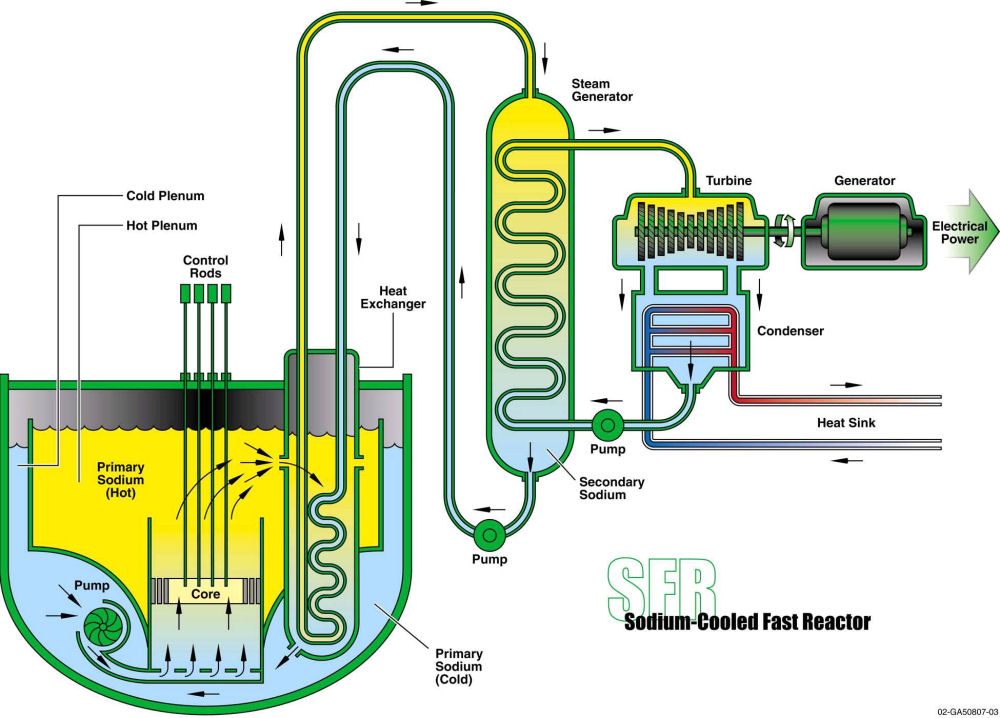 Steam
Generator
Turbine
Generator
Cold Plenum
Hot Plenum
Electrical
Power
Control
Rods
Heat
Exchanger
Condenser
Heat Sink
Pump
Primary
Sodium
(Hot)
Secondary
Sodium
Pump
Pump
Core
SFR
Sodium-Cooled Fast Reactor
Primary
Sodium
(Cold)
02-GA50807-03